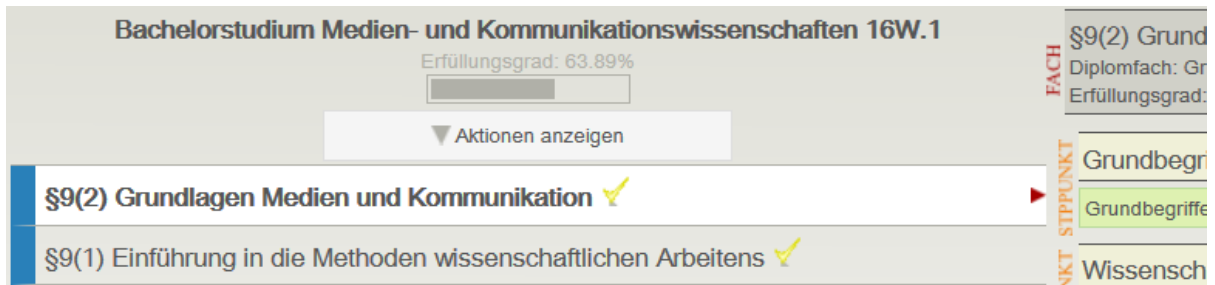 Bachelorstudium Medien- und Kommunikationswissenschaften 16W.1
Erfüllungsgrad: 63.89%
Aktionen anzeigen
§9(2) Grundlagen Medien und Kommunikation
§9(1) Einführung in die Methoden wissenschaftlichen Arbeitens
FACH
§9(2) Grund
Diplomfach: Gr
Erfüllungsgrad:
STPPUNKT
Grundbegri
Grundbegriffe
NKT
Wissensch